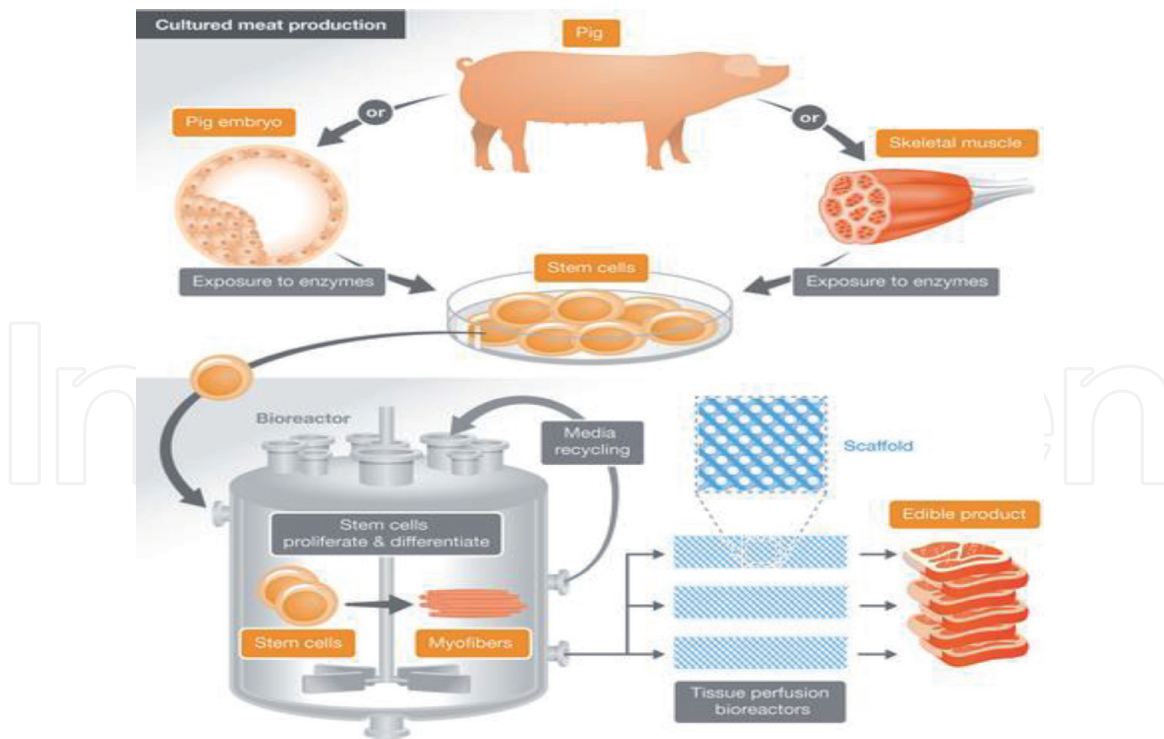 Cultured meat production
Pig
or
or
Pig embryo
Skeletal muscle
Exposure to enzymes
Stem cells
Exposure to enzymes
Bioreactor
Media
recycling
Scaffold
Stem cells
proliferate & differentiate
Edible product
Stem cells
Myofibers
Tissue perfusion
bioreactors